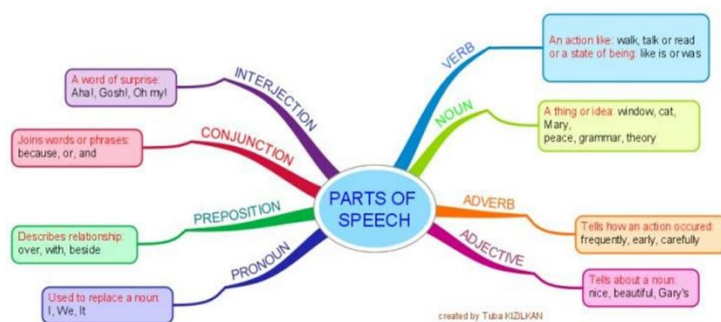 PARTS OF
SPEECH
VERB
An action like: walk, talk or read
or a state of being: like is or was
NOUN
A thing or idea: window, cat,
Mary,
peace, grammar, theory
ADVERB
Tells how an action occured:
frequently, early, carefully
ADJECTIVE
Tells about a noun:
nice, beautiful, Gary's
INTERJECTION
A word of surprise:
Aha!, Gosh!, Oh my!
CONJUNCTION
Joins words or phrases:
because, or, and
PREPOSITION
Describes relationship:
over, with, beside
PRONOUN
Used to replace a noun:
I, We, It
created by Tuba KIZILKAN